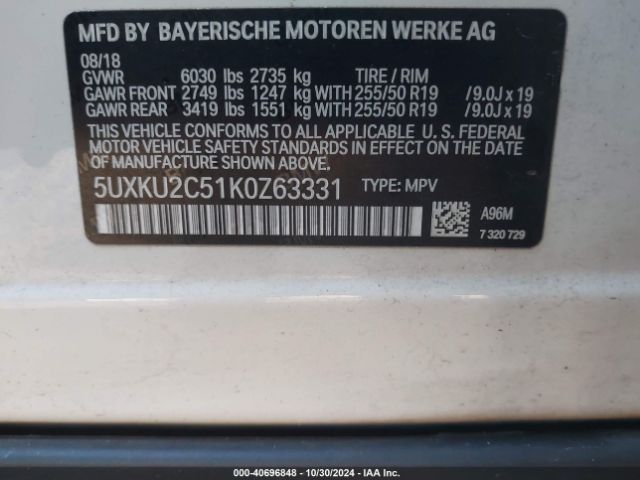 MFD BY BAYERISCHE MOTOREN WERKE AG
08/18
GVWR 6030 lbs 2735 kg TIRE / RIM
GAWR FRONT 2749 lbs 1247 kg WITH 255/50 R19 /9.0J x 19
GAWR REAR 3419 lbs 1551 kg WITH 255/50 R19 /9.0J x 19
THIS VEHICLE CONFORMS TO ALL APPLICABLE U. S. FEDERAL
MOTOR VEHICLE SAFETY STANDARDS IN EFFECT ON THE
DATE OF MANUFACTURE SHOWN ABOVE.
5UXKU2C51K0Z63331 TYPE: MPV
A96M
7 320 729
000-40696848 - 10/30/2024 - IAA Inc.